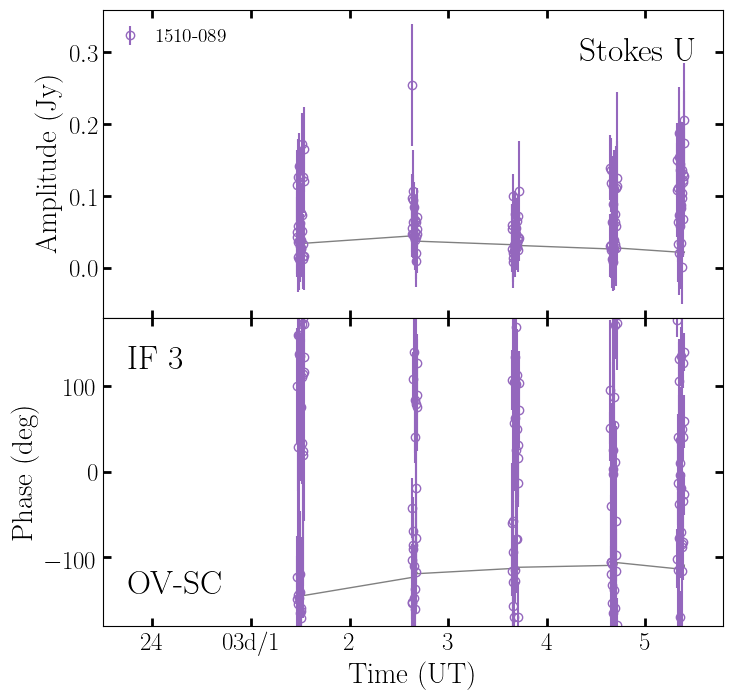 1510-089
Stokes U
0.3
0.2
0.1
0.0
Amplitude (Jy)
IF 3
100
0
−100
Phase (deg)
OV-SC
24 03d/1 2 3 4 5
Time (UT)